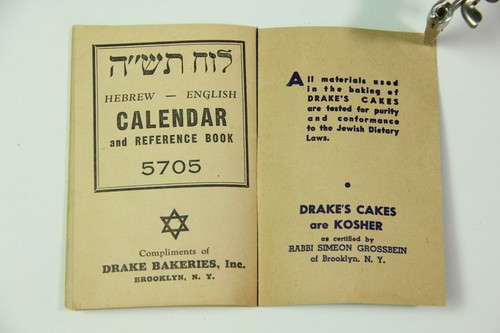 לוח תש״ה
HEBREW — ENGLISH
CALENDAR
and REFERENCE BOOK
5705
Compliments of
DRAKE BAKERIES, Inc.
BROOKLYN, N. Y.
All materials used
in the baking of
DRAKE'S CAKES
are tested for purity
and conformance
to the Jewish Dietary
Laws.
DRAKE'S CAKES
are KOSHER
as certified by
RABBI SIMEON GROSSBEIN
of Brooklyn, N. Y.